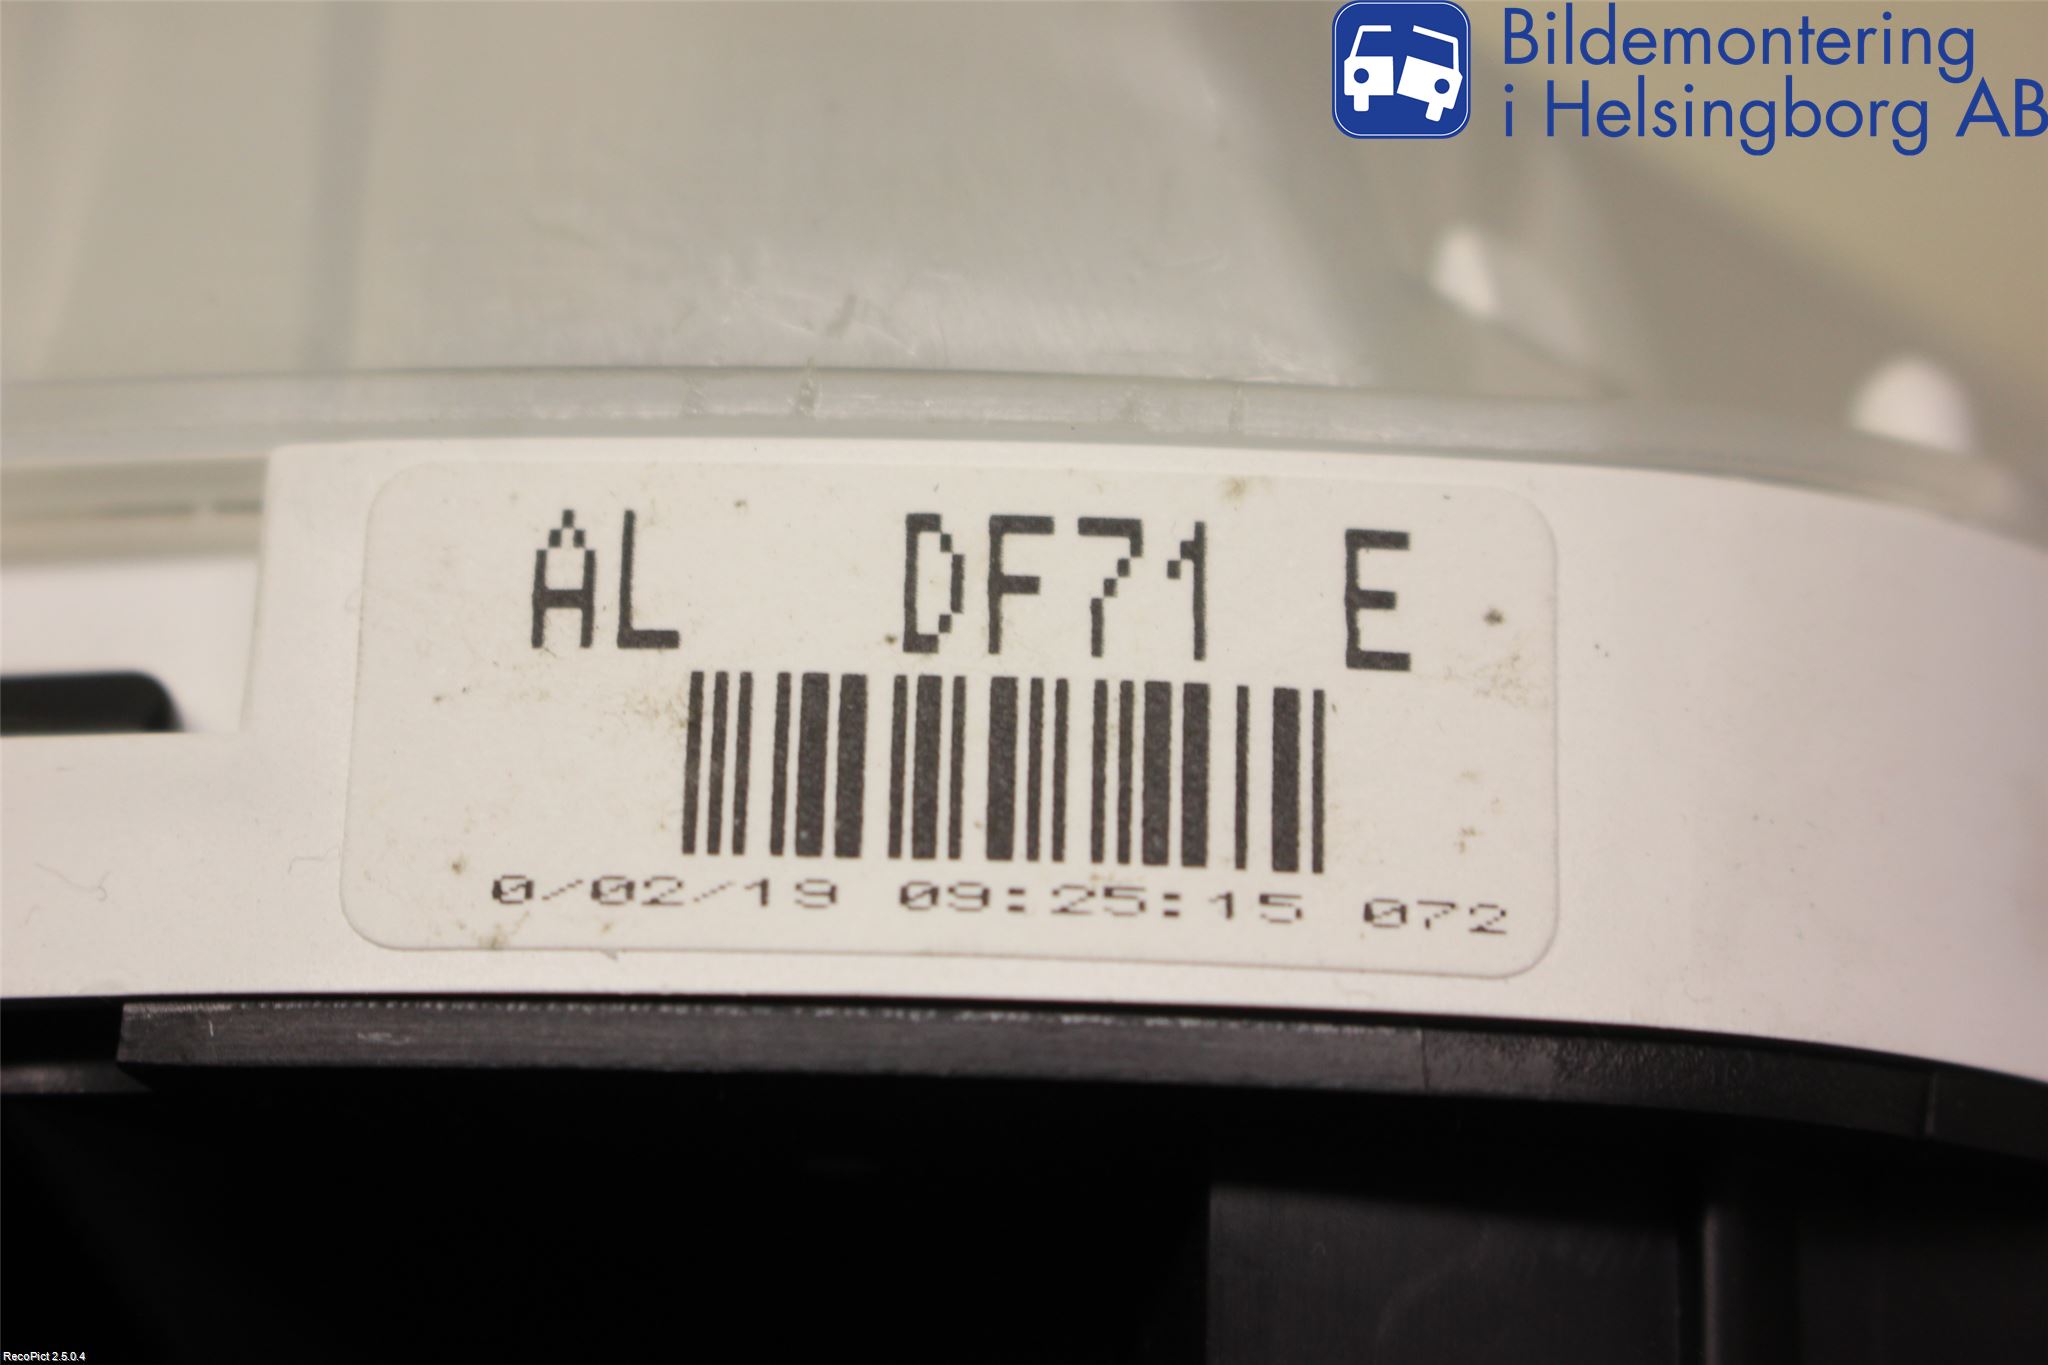 Bildemontering
i Helsingborg AB
AL DF71 E
0/02/19 09:25:15 072
RecoPict 2.5.0.4